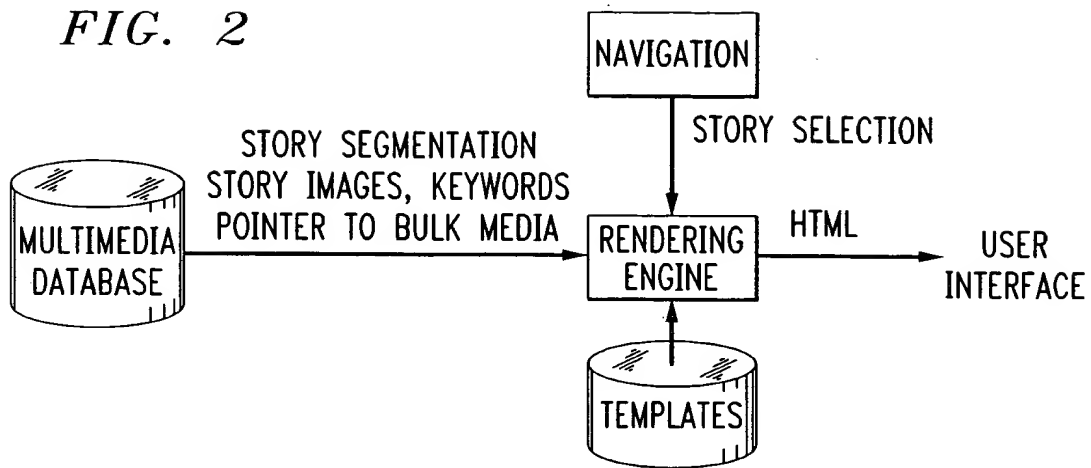 FIG. 2
NAVIGATION
STORY SELECTION
STORY SEGMENTATION
STORY IMAGES, KEYWORDS
POINTER TO BULK MEDIA
MULTIMEDIA
DATABASE
RENDERING
ENGINE
HTML
USER
INTERFACE
TEMPLATES